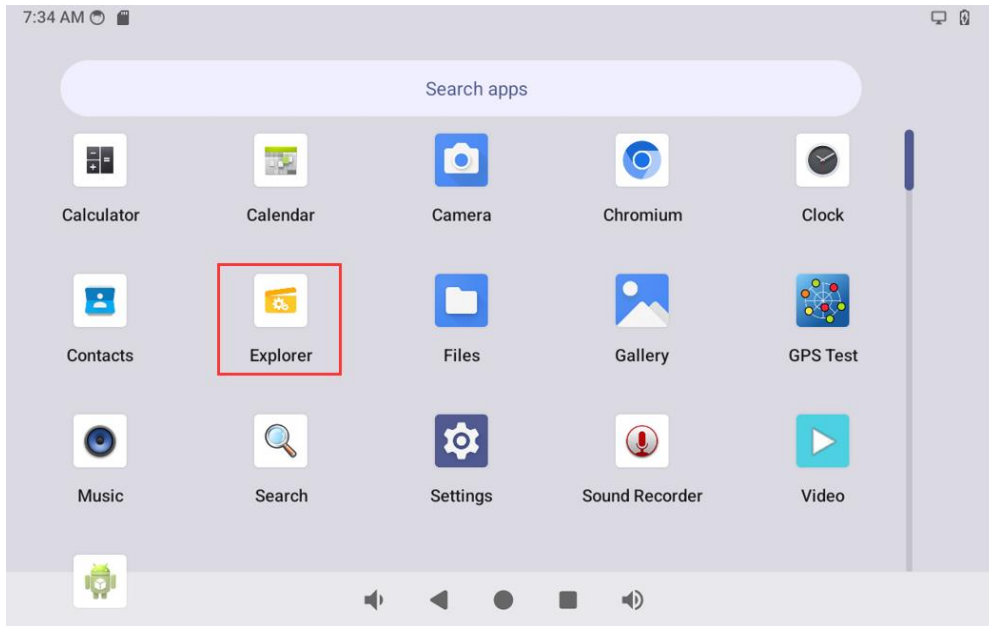 7:34 AM
Search apps
Calculator
Calendar
Camera
Chromium
Clock
Contacts
Explorer
Files
Gallery
GPS Test
Music
Search
Settings
Sound Recorder
Video